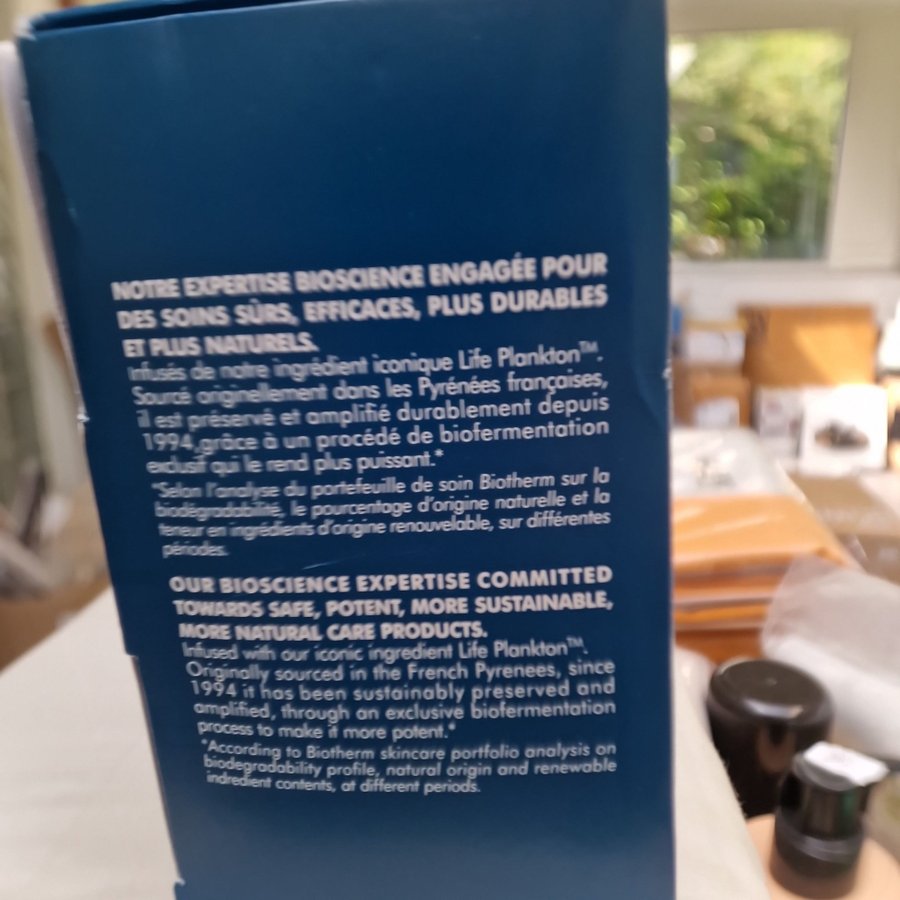 NOTRE EXPERTISE BIOSCIENCE ENGAGÉE POUR
DES SOINS SÛRS, EFFICACES, PLUS DURABLES
ET PLUS NATURELS.
Infusés de notre ingrédient iconique Life Plankton™.
Sourcé originellement dans les Pyrénées françaises,
il est préservé et amplifié durablement depuis
1994,grâce à un procédé de biofermentation
exclusif qui le rend plus puissant.*
*Selon l'analyse du portefeuille de soin Biotherm sur la
biodégradabilité, le pourcentage d'origine naturelle et la
teneur en ingrédients d'origine renouvelable, sur différentes
périodes.
OUR BIOSCIENCE EXPERTISE COMMITTED
TOWARDS SAFE, POTENT, MORE SUSTAINABLE,
MORE NATURAL CARE PRODUCTS.
Infused with our iconic ingredient Life Plankton™.
Originally sourced in the French Pyrenees, since
1994 it has been sustainably preserved and
amplified, through an exclusive biofermentation
process to make it more potent.*
*According to Biotherm skincare portfolio analysis on
biodegradability profile, natural origin and renewable
indredient contents, at different periods.